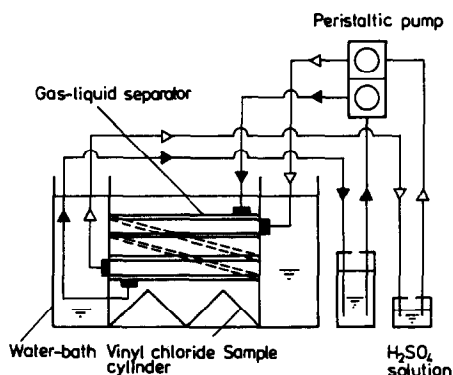 Peristaltic pump
Gas-liquid separator
Water-bath Vinyl chloride Sample
cylinder
H₂SO₄
solution